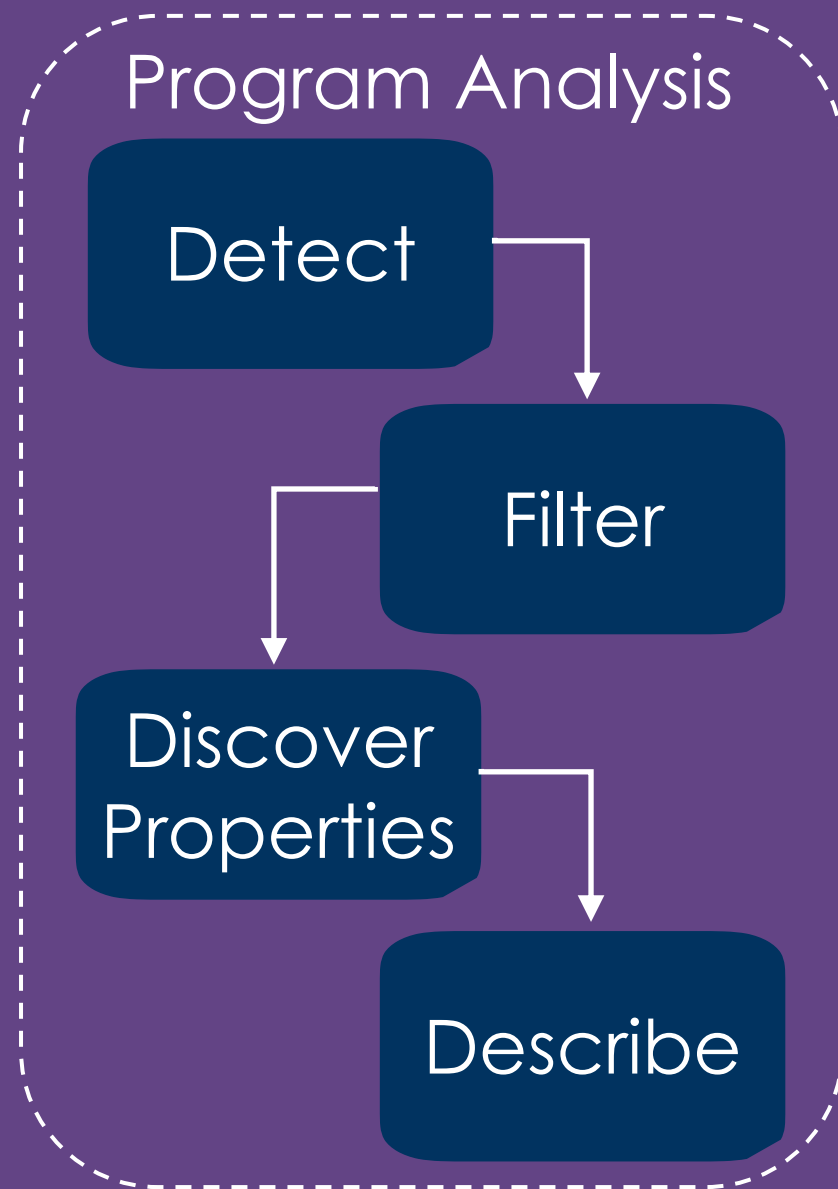 Program Analysis
Detect
Filter
Discover
Properties
Describe